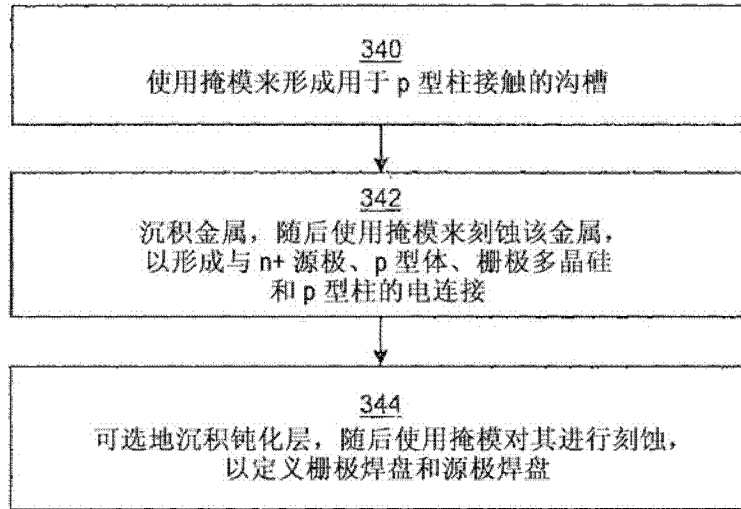 340
使用掩模来形成用于 p 型柱接触的沟槽
342
沉积金属，随后使用掩模来刻蚀该金属，
以形成与 n+ 源极、p 型体、栅极多晶硅
和 p 型柱的电连接
344
可选地沉积钝化层，随后使用掩模对其进行刻蚀，
以定义栅极焊盘和源极焊盘